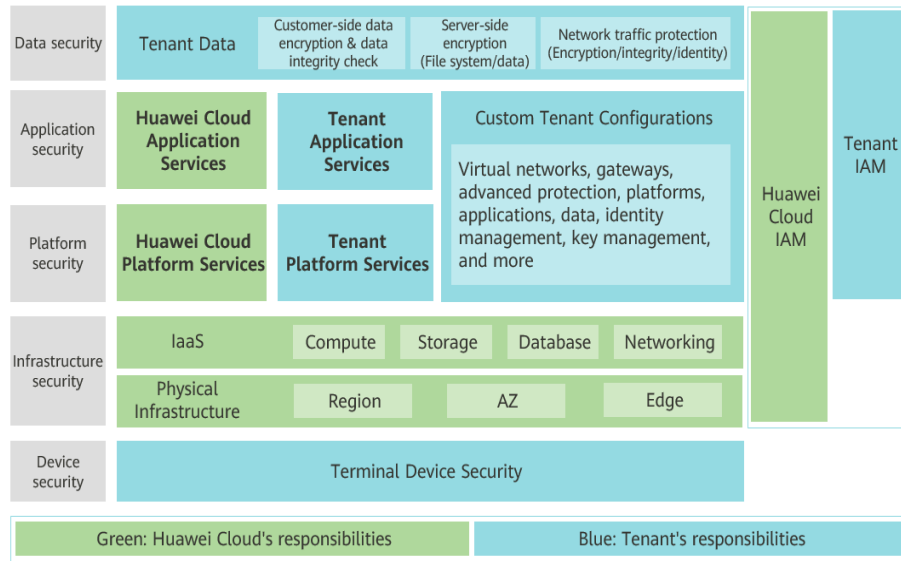 Data security
Tenant Data
Customer-side data
encryption & data
integrity check
Server-side
encryption
(File system/data)
Network traffic protection
(Encryption/integrity/identity)
Application
security
Huawei Cloud
Application
Services
Tenant
Application
Services
Custom Tenant Configurations
Virtual networks, gateways,
advanced protection, platforms,
applications, data, identity
management, key management,
and more
Platform
security
Huawei Cloud
Platform Services
Tenant
Platform Services
Huawei
Cloud
IAM
Tenant
IAM
Infrastructure
security
IaaS
Compute
Storage
Database
Networking
Physical
Infrastructure
Region
AZ
Edge
Device
security
Terminal Device Security
Green: Huawei Cloud's responsibilities
Blue: Tenant's responsibilities